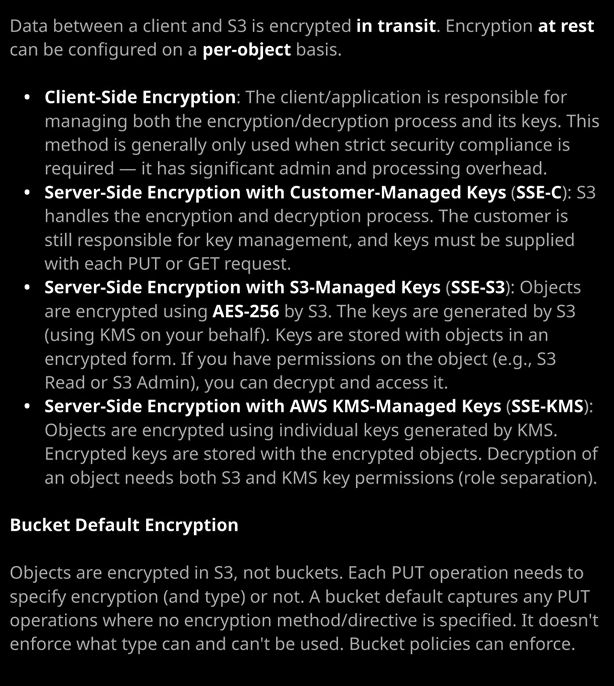 Data between a client and S3 is encrypted in transit. Encryption at rest
can be configured on a per-object basis.
• Client-Side Encryption: The client/application is responsible for
managing both the encryption/decryption process and its keys. This
method is generally only used when strict security compliance is
required — it has significant admin and processing overhead.
• Server-Side Encryption with Customer-Managed Keys (SSE-C): S3
handles the encryption and decryption process. The customer is
still responsible for key management, and keys must be supplied
with each PUT or GET request.
• Server-Side Encryption with S3-Managed Keys (SSE-S3): Objects
are encrypted using AES-256 by S3. The keys are generated by S3
(using KMS on your behalf). Keys are stored with objects in an
encrypted form. If you have permissions on the object (e.g., S3
Read or S3 Admin), you can decrypt and access it.
• Server-Side Encryption with AWS KMS-Managed Keys (SSE-KMS):
Objects are encrypted using individual keys generated by KMS.
Encrypted keys are stored with the encrypted objects. Decryption of
an object needs both S3 and KMS key permissions (role separation).
Bucket Default Encryption
Objects are encrypted in S3, not buckets. Each PUT operation needs to
specify encryption (and type) or not. A bucket default captures any PUT
operations where no encryption method/directive is specified. It doesn't
enforce what type can and can't be used. Bucket policies can enforce.